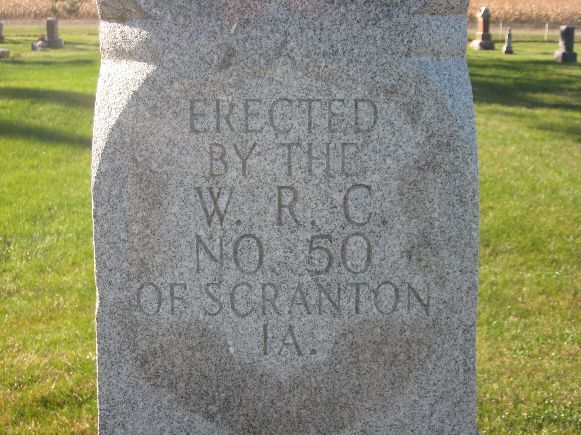 ERECTED
BY THE
W. R. C.
NO. 50
OF SCRANTON
IA.